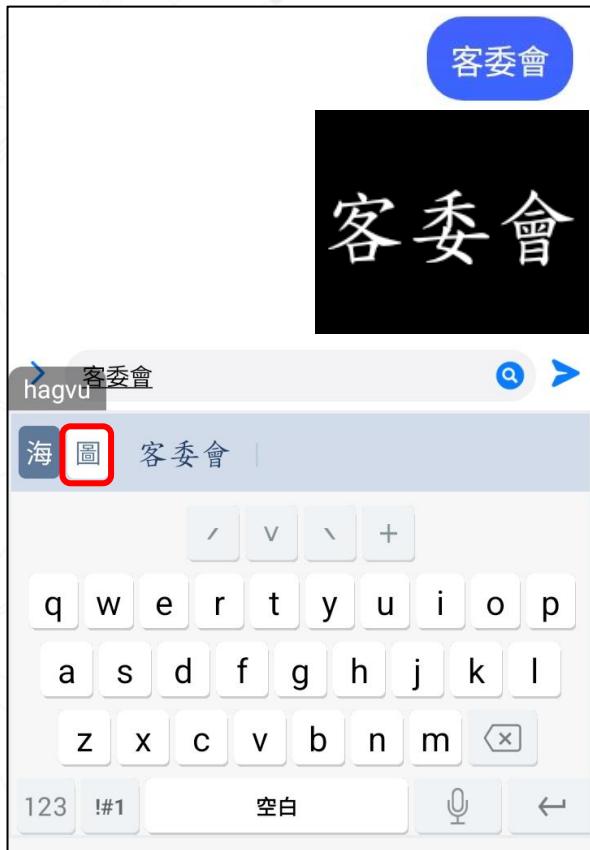 客委會
客委會
客委會
hagvu
海 圖 客委會
ˊ ˇ ˋ +
q w e r t y u i o p
a s d f g h j k l
z x c v b n m
123 !#1 空白